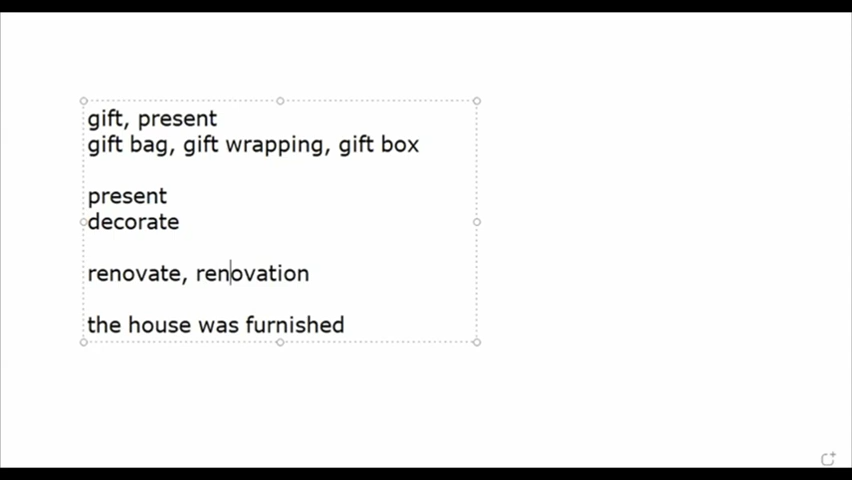 gift, present
gift bag, gift wrapping, gift box
present
decorate
renovate, renovation
the house was furnished